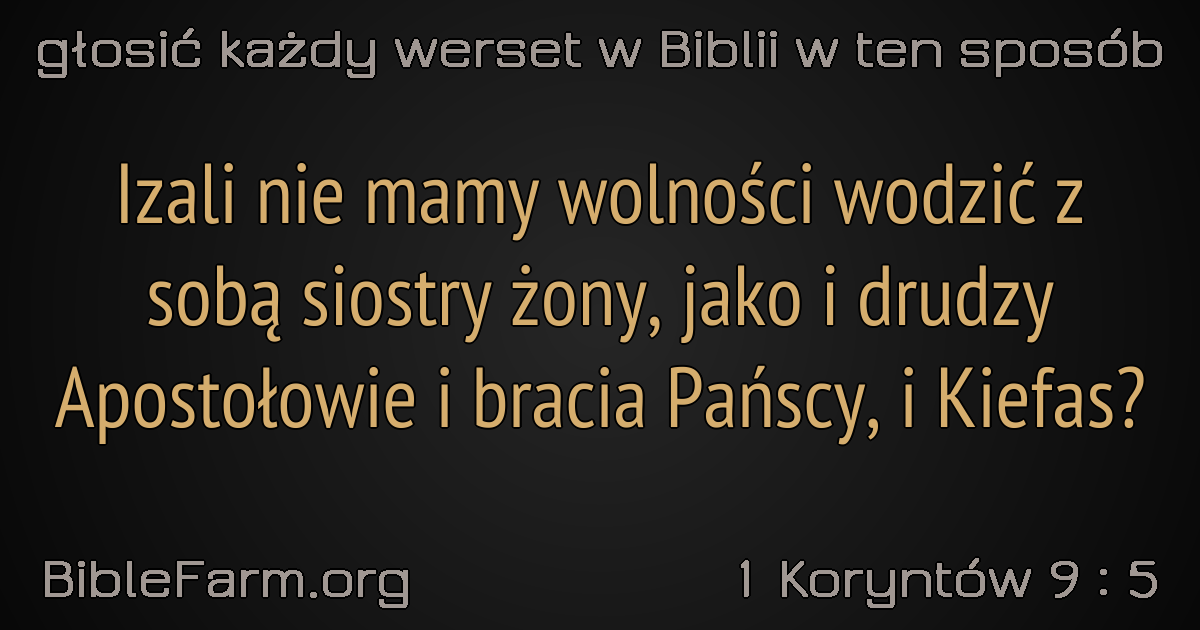 głosić każdy werset w Biblii w ten sposób
Izali nie mamy wolności wodzić z
sobą siostry żony, jako i drudzy
Apostołowie i bracia Pańscy, i Kiefas?
BibleFarm.org
1 Koryntów 9 : 5